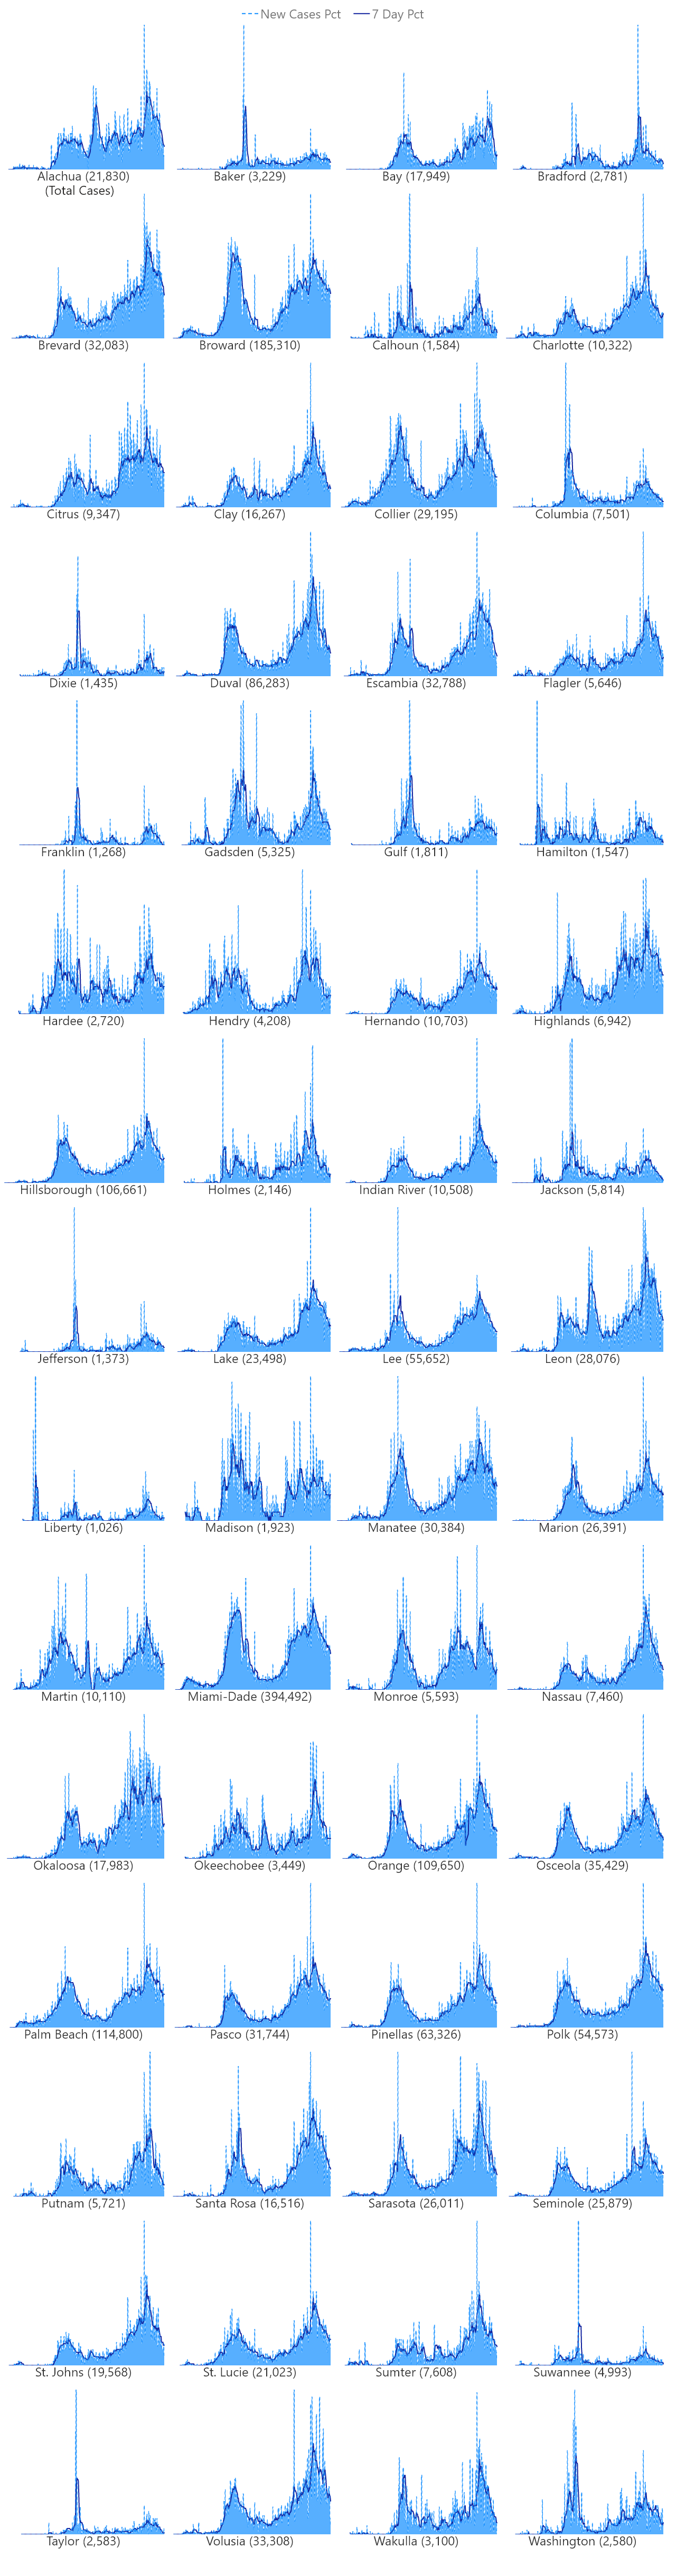 New Cases Pct 7 Day Pct
Alachua (21,830) Baker (3,229) Bay (17,949) Bradford (2,781)
(Total Cases)
Brevard (32,083) Broward (185,310) Calhoun (1,584) Charlotte (10,322)
Citrus (9,347) Clay (16,267) Collier (29,195) Columbia (7,501)
Dixie (1,435) Duval (86,283) Escambia (32,788) Flagler (5,646)
Franklin (1,268) Gadsden (5,325) Gulf (1,811) Hamilton (1,547)
Hardee (2,720) Hendry (4,208) Hernando (10,703) Highlands (6,942)
Hillsborough (106,661) Holmes (2,146) Indian River (10,508) Jackson (5,814)
Jefferson (1,373) Lake (23,498) Lee (55,652) Leon (28,076)
Liberty (1,026) Madison (1,923) Manatee (30,384) Marion (26,391)
Martin (10,110) Miami-Dade (394,492) Monroe (5,593) Nassau (7,460)
Okaloosa (17,983) Okeechobee (3,449) Orange (109,650) Osceola (35,429)
Palm Beach (114,800) Pasco (31,744) Pinellas (63,326) Polk (54,573)
Putnam (5,721) Santa Rosa (16,516) Sarasota (26,011) Seminole (25,879)
St. Johns (19,568) St. Lucie (21,023) Sumter (7,608) Suwannee (4,993)
Taylor (2,583) Volusia (33,308) Wakulla (3,100) Washington (2,580)